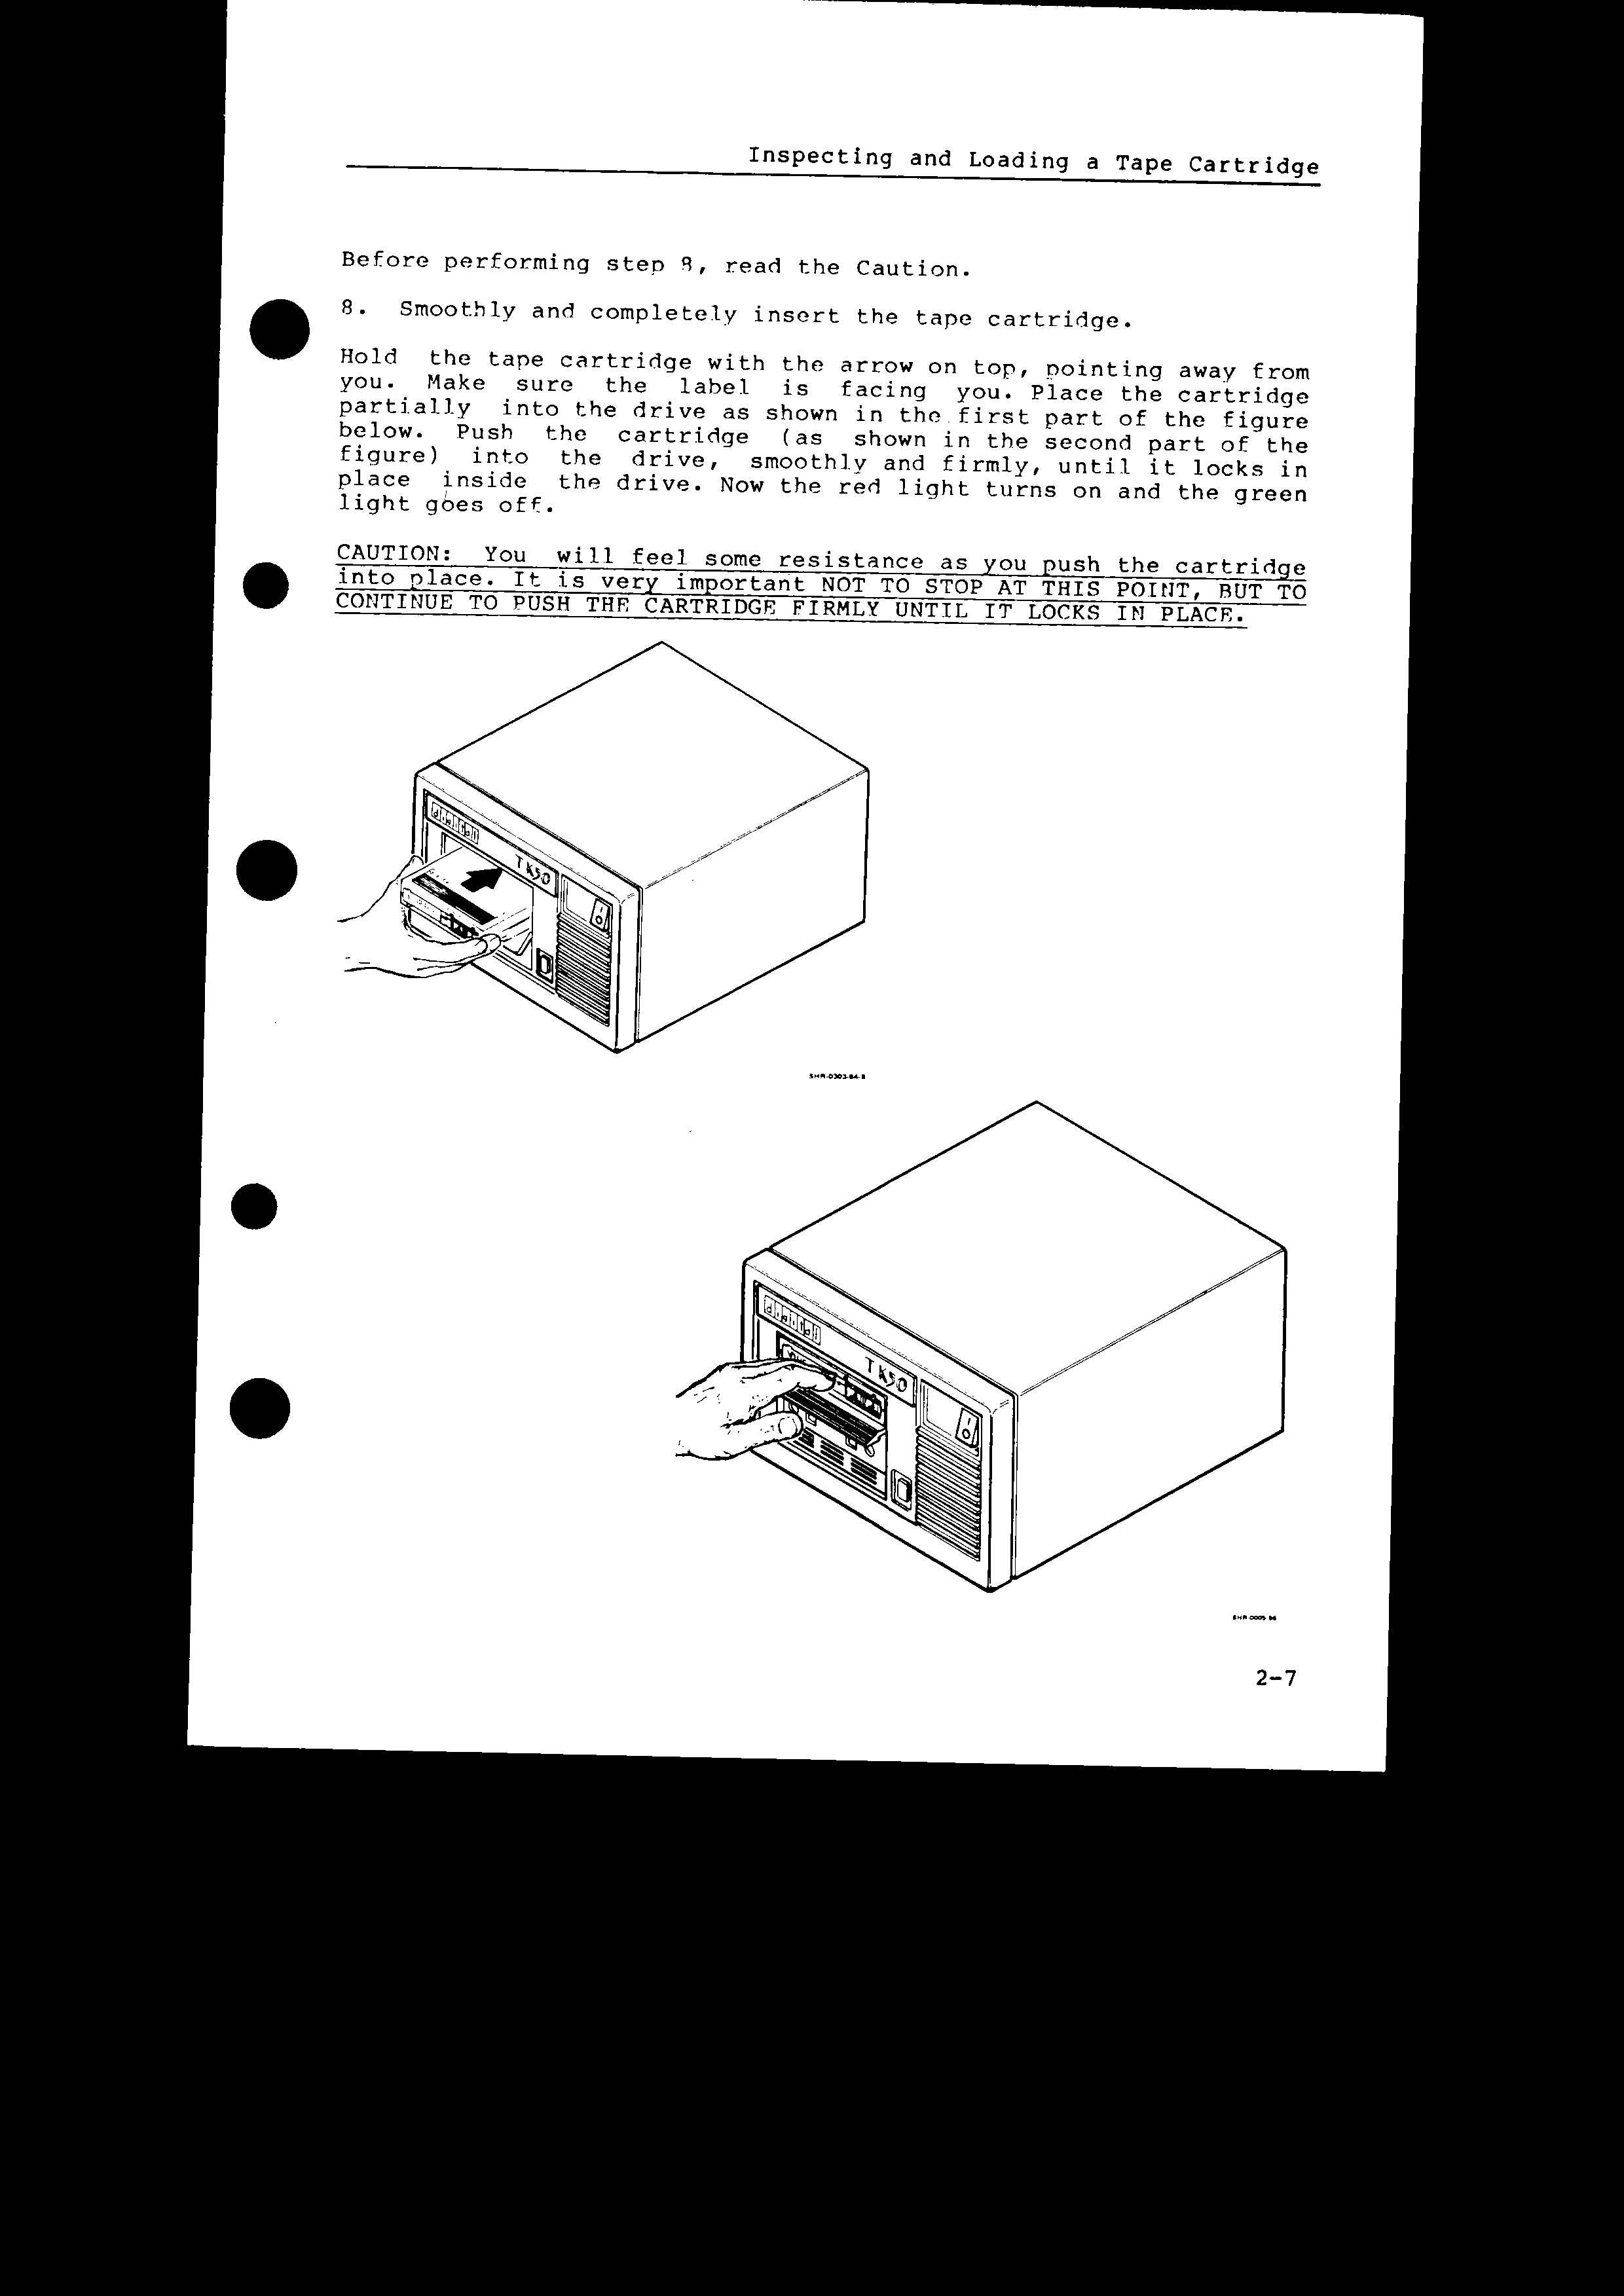 Inspecting and Loading a Tape Cartridge
Before performing step 8, read the Caution.
8. Smoothly and completely insert the tape cartridge.
Hold the tape cartridge with the arrow on top, pointing away from
you. Make sure the label is facing you. Place the cartridge
partially into the drive as shown in the first part of the figure
below. Push the cartridge (as shown in the second part of the
figure) into the drive, smoothly and firmly, until it locks in
place inside the drive. Now the red light turns on and the green
light goes off.
CAUTION: You will feel some resistance as you push the cartridge
into place. It is very important NOT TO STOP AT THIS POINT, BUT TO
CONTINUE TO PUSH THE CARTRIDGE FIRMLY UNTIL IT LOCKS IN PLACE.
digital
TK50
SHR-0303-84-B
digital
TK50
SHR-0005-86
2-7